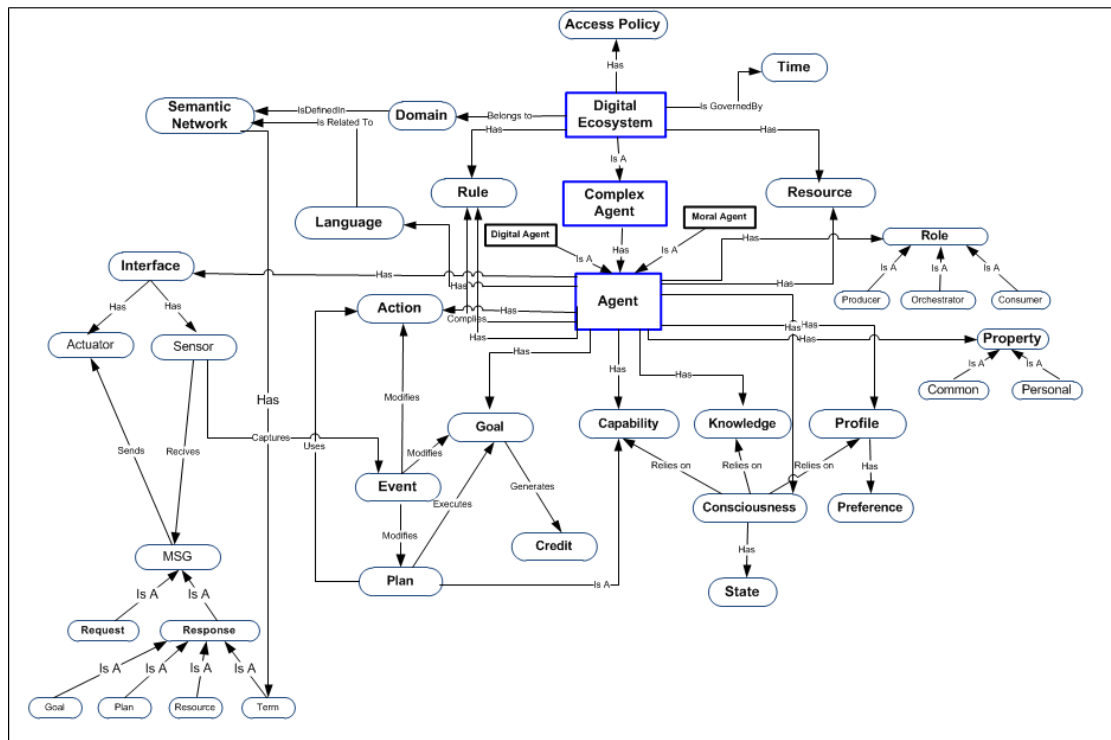 Access Policy
Has
Time
Is GovernedBy
Semantic
Network
IsDefinedIn
Is Related To
Domain
Belongs to
Digital
Ecosystem
Has
Has
Is A
Rule
Complex
Agent
Resource
Language
Digital Agent
Moral Agent
Has
Is A
Is A
Has
Role
Is A
Is A
Is A
Producer
Orchestrator
Consumer
Interface
Has
Has
Has
Has
Agent
Has
Action
Has
Complies
Has
Has
Has
Has
Actuator
Sensor
Property
Is A
Is A
Common
Personal
Has
Has
Has
Has
Modifies
Goal
Capability
Knowledge
Profile
Captures
Uses
Modifies
Sends
Recives
Relies on
Relies on
Relies on
Has
Event
Executes
Generates
Consciousness
Preference
Modifies
Credit
Has
MSG
Plan
Is A
State
Is A
Is A
Request
Response
Is A
Is A
Is A
Is A
Goal
Plan
Resource
Term